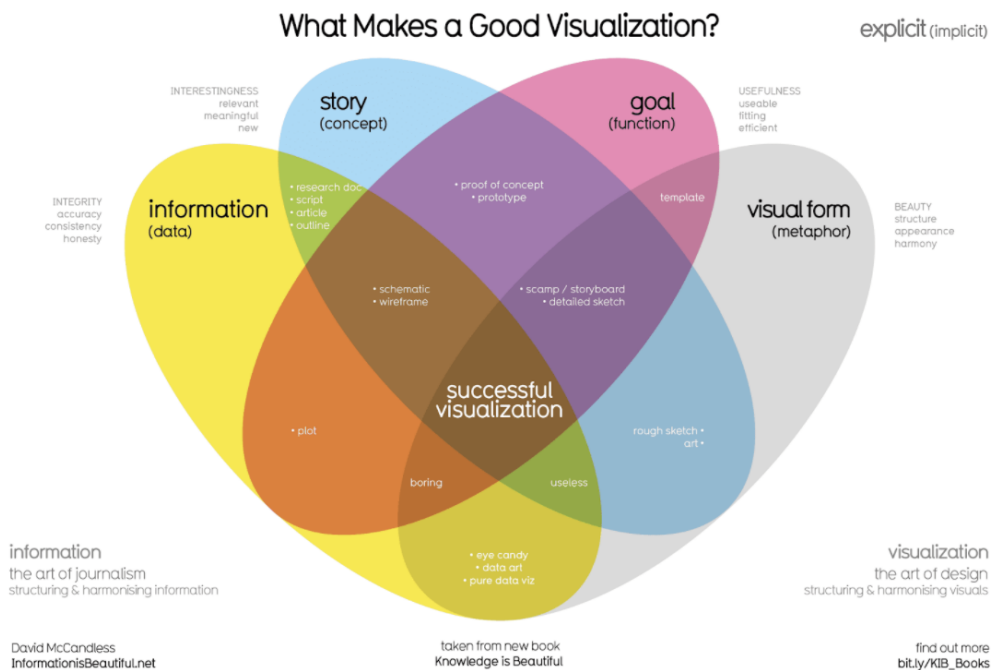 What Makes a Good Visualization?
explicit (implicit)
INTERESTINGNESS
relevant
meaningful
new
story
(concept)
goal
(function)
USEFULNESS
useable
fitting
efficient
INTEGRITY
accuracy
consistency
honesty
information
(data)
• research doc
• script
• article
• outline
• proof of concept
• prototype
template
visual form
(metaphor)
BEAUTY
structure
appearance
harmony
• schematic
• wireframe
• scamp / storyboard
• detailed sketch
successful
visualization
• plot
rough sketch •
art •
boring
useless
• eye candy
• data art
• pure data viz
information
the art of journalism
structuring & harmonising information
visualization
the art of design
structuring & harmonising visuals
David McCandless
InformationisBeautiful.net
taken from new book
Knowledge is Beautiful
find out more
bit.ly/KIB_Books